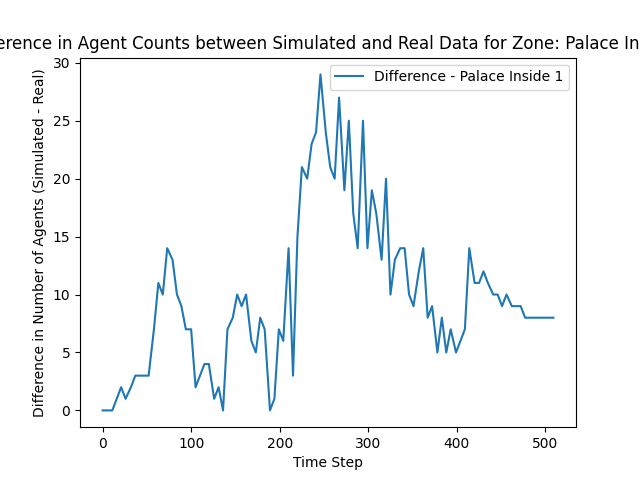 erence in Agent Counts between Simulated and Real Data for Zone: Palace In
Difference - Palace Inside 1
Difference in Number of Agents (Simulated - Real)
30
25
20
15
10
5
0
0 100 200 300 400 500
Time Step